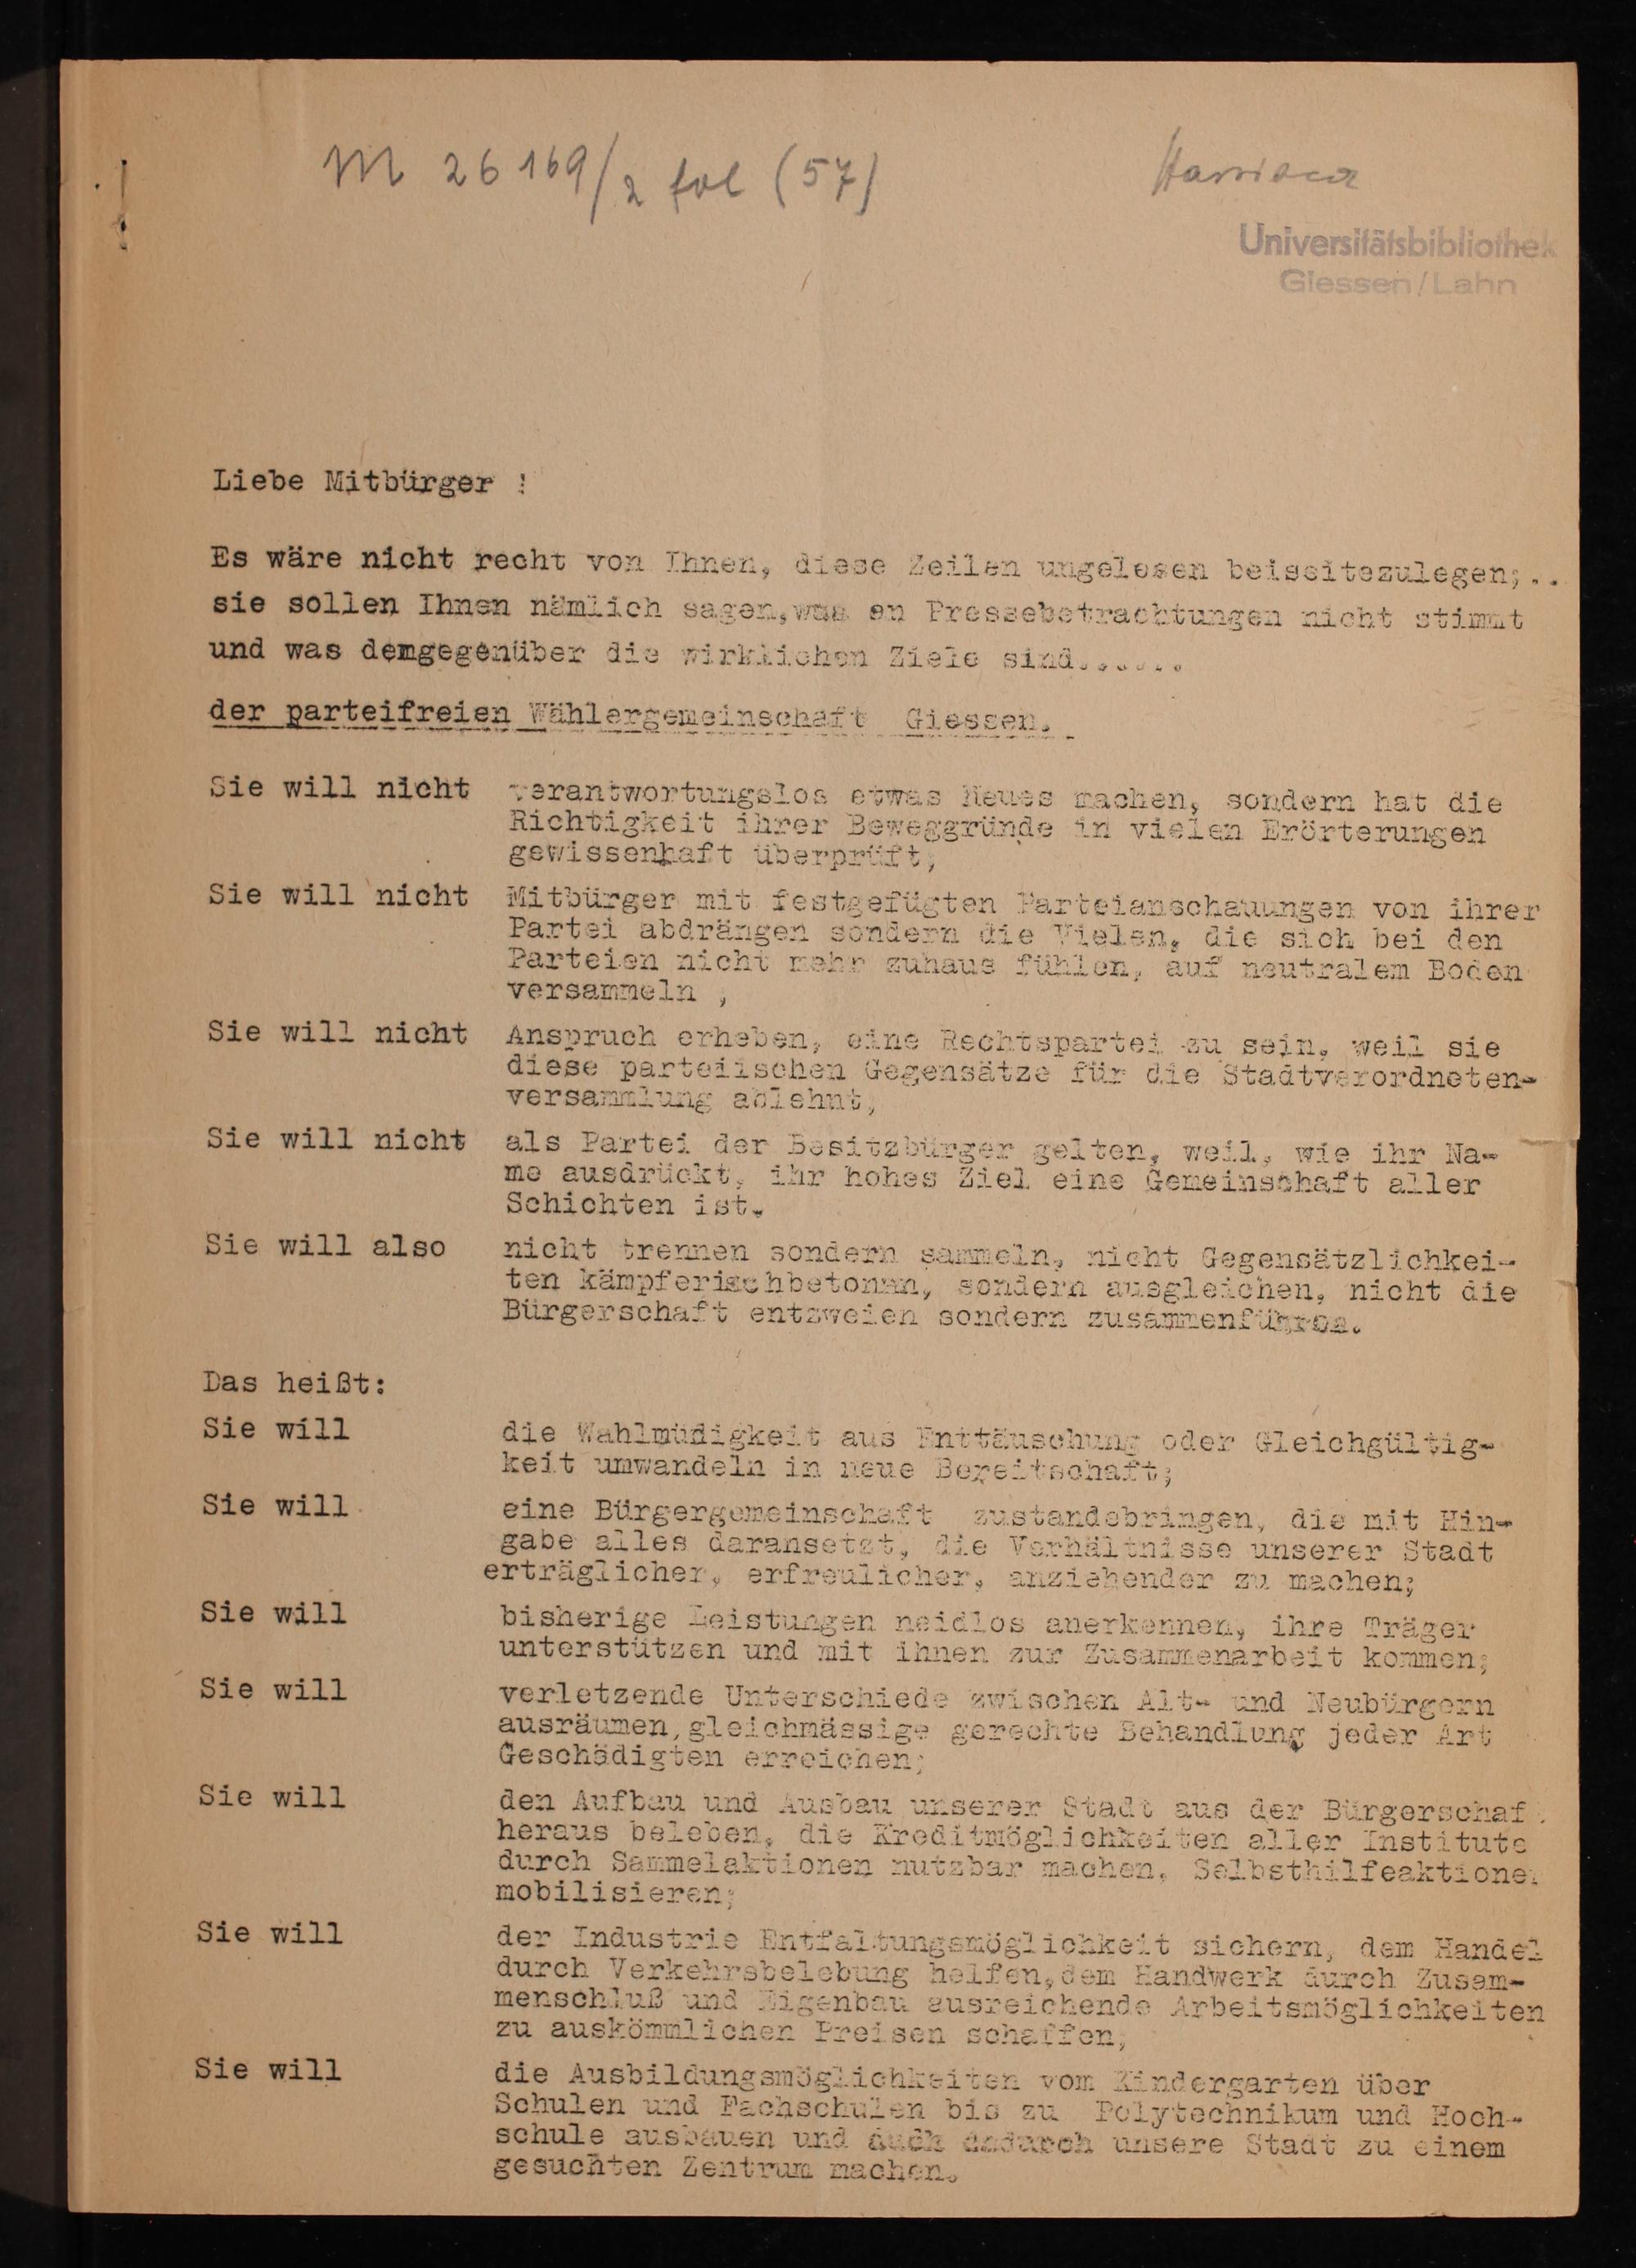 M 26169/2 fol (57)
Universitätsbibliothek
Giessen/Lahn
Liebe Mitbürger !
Es wäre nicht recht von Ihnen, diese Zeilen ungelesen beiseitezulegen;..
sie sollen Ihnen nämlich sagen,was an Pressebetrachtungen nicht stimmt
und was demgegenüber die wirklichen Ziele sind.......
der parteifreien Wählergemeinschaft Giessen.
Sie will nicht verantwortungslos etwas Neues machen, sondern hat die
Richtigkeit ihrer Beweggründe in vielen Erörterungen
gewissenhaft überprüft;
Sie will nicht Mitbürger mit festgefügten Parteianschauungen von ihrer
Partei abdrängen sondern die Vielen, die sich bei den
Parteien nicht mehr zuhaus fühlen, auf neutralem Boden
versammeln ,
Sie will nicht Anspruch erheben, eine Rechtspartei zu sein, weil sie
diese parteiischen Gegensätze für die Stadtverordneten-
versammlung ablehnt,
Sie will nicht als Partei der Besitzbürger gelten, weil, wie ihr Na-
me ausdrückt, ihr hohes Ziel eine Gemeinschaft aller
Schichten ist.
Sie will also nicht trennen sondern sammeln, nicht Gegensätzlichkei-
ten kämpferischbetonen, sondern ausgleichen, nicht die
Bürgerschaft entzweien sondern zusammenführen.
Das heißt:
Sie will die Wahlmüdigkeit aus Enttäuschung oder Gleichgültig-
keit umwandeln in neue Bereitschaft;
Sie will eine Bürgergemeinschaft zustandebringen, die mit Hin-
gabe alles daransetzt, die Verhältnisse unserer Stadt
erträglicher, erfreulicher, anziehender zu machen;
Sie will bisherige Leistungen neidlos anerkennen, ihre Träger
unterstützen und mit ihnen zur Zusammenarbeit kommen;
Sie will verletzende Unterschiede zwischen Alt- und Neubürgern
ausräumen,gleichmässige gerechte Behandlung jeder Art
Geschädigten erreichen;
Sie will den Aufbau und Ausbau unserer Stadt aus der Bürgerschaf
heraus beleben, die Kreditmöglichkeiten aller Institute
durch Sammelaktionen nutzbar machen, Selbsthilfeaktione
mobilisieren;
Sie will der Industrie Entfaltungsmöglichkeit sichern, dem Handel
durch Verkehrsbelebung helfen,dem Handwerk durch Zusam-
menschluß und Eigenbau ausreichende Arbeitsmöglichkeiten
zu auskömmlichen Preisen schaffen,
Sie will die Ausbildungsmöglichkeiten vom Kindergarten über
Schulen und Fachschulen bis zu Polytechnikum und Hoch-
schule ausbauen und auch dadurch unsere Stadt zu einem
gesuchten Zentrum machen.